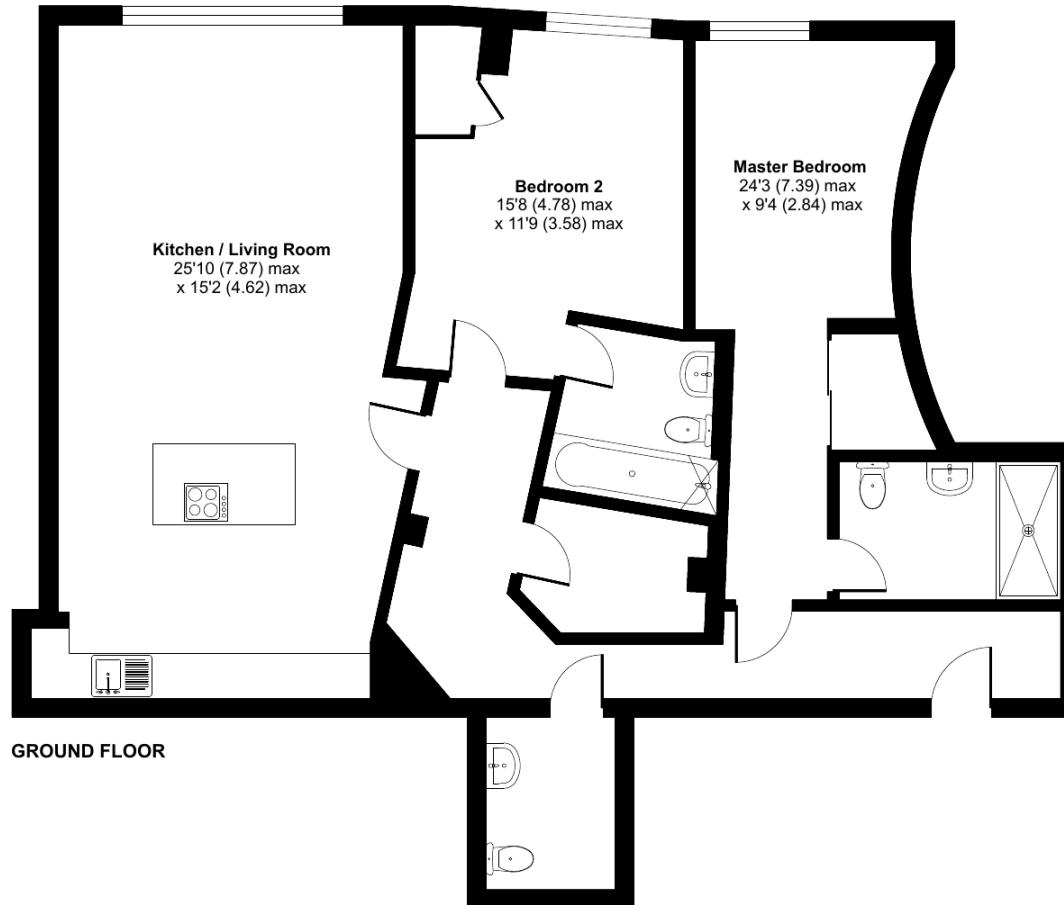 Kitchen / Living Room
25'10 (7.87) max
x 15'2 (4.62) max
Bedroom 2
15'8 (4.78) max
x 11'9 (3.58) max
Master Bedroom
24'3 (7.39) max
x 9'4 (2.84) max
GROUND FLOOR